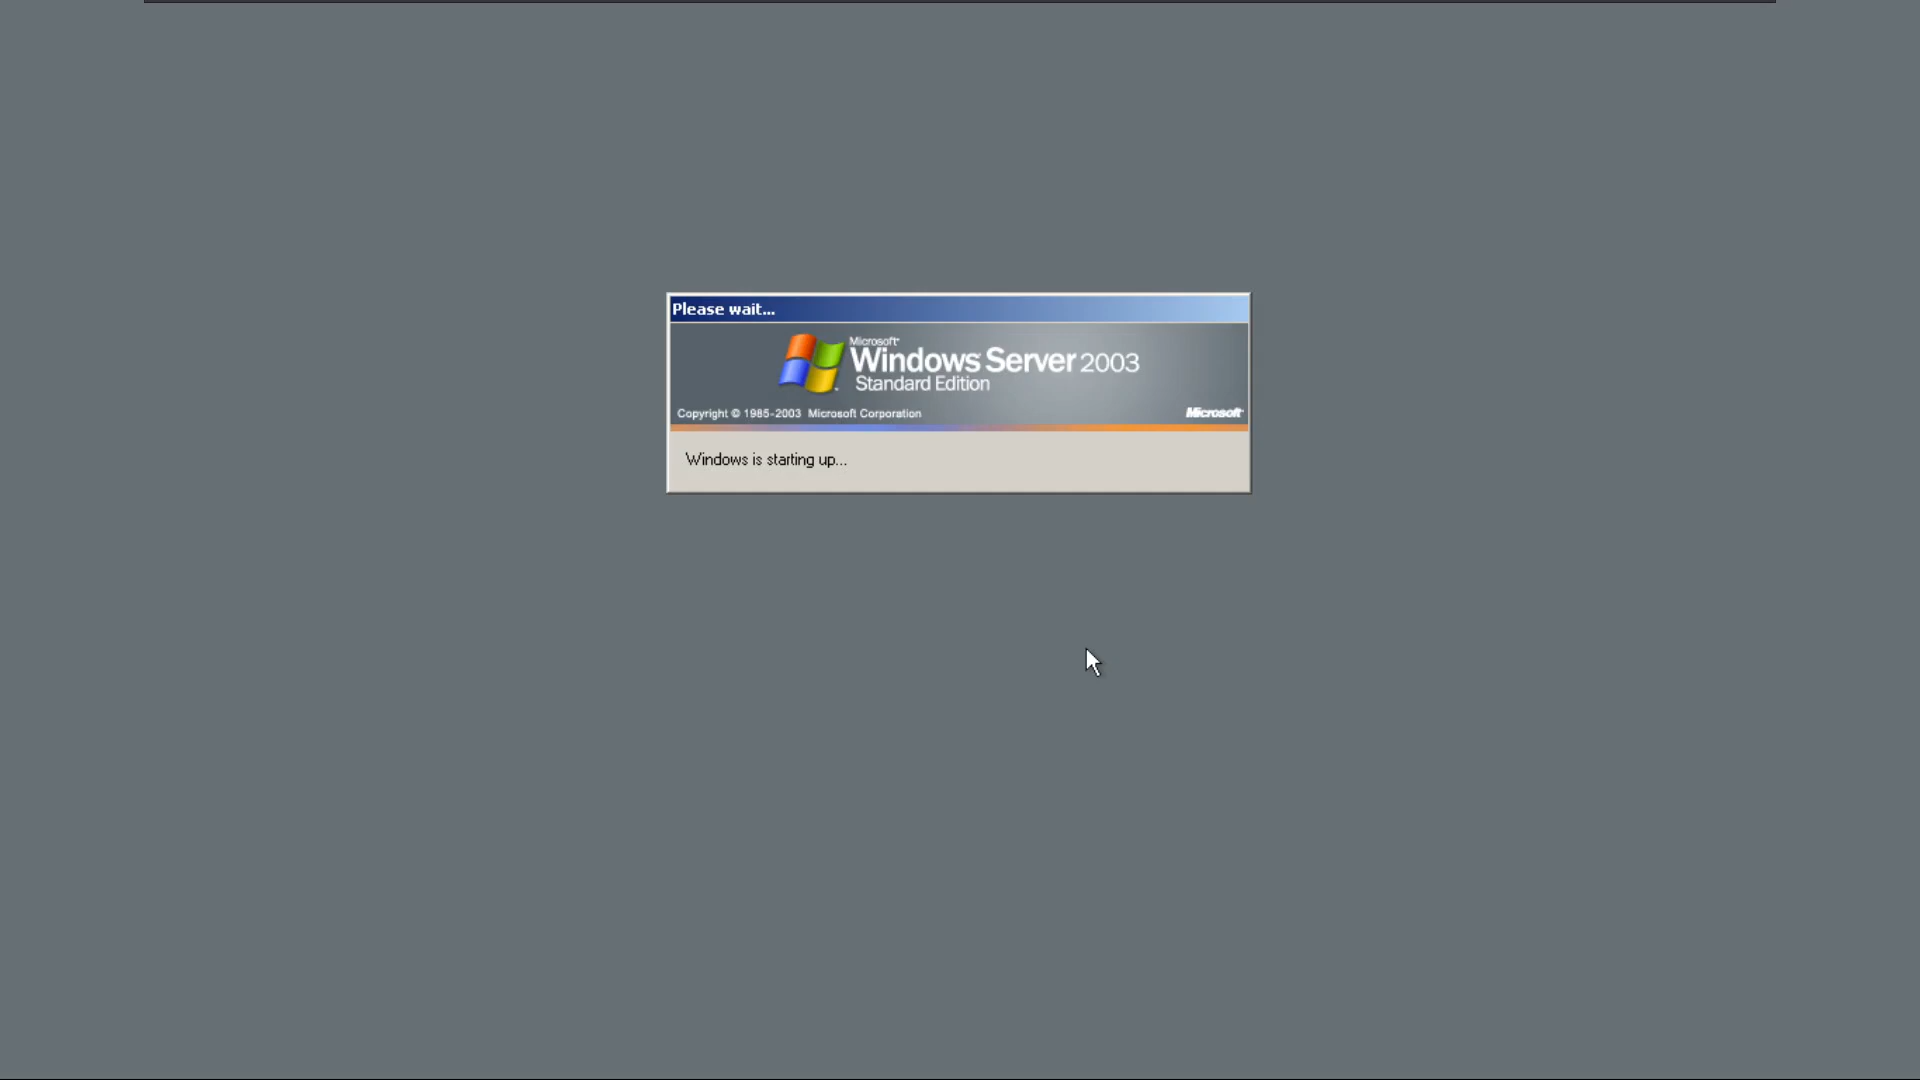 Please wait...
Microsoft®
Windows Server 2003
Standard Edition
Copyright © 1985-2003 Microsoft Corporation
Microsoft®
Windows is starting up...